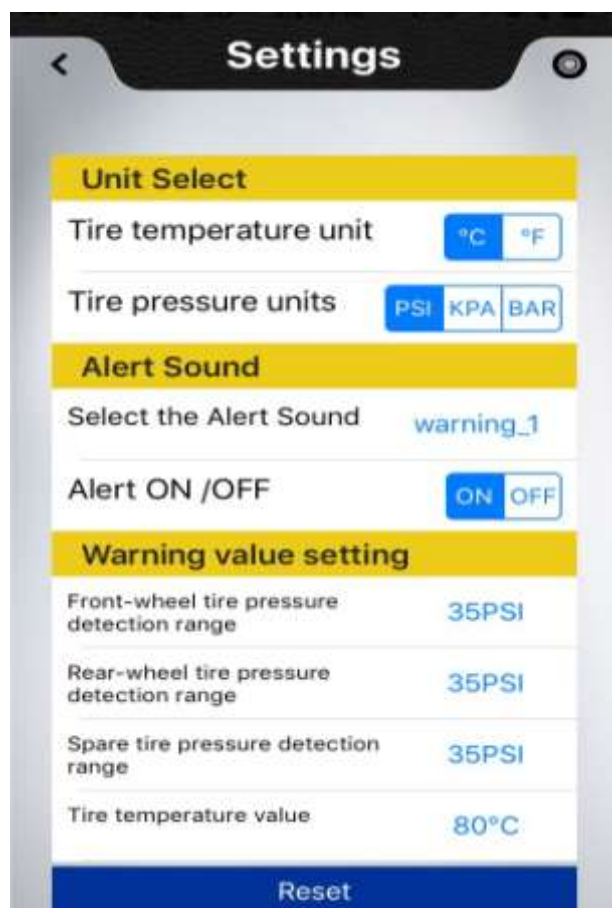 Settings
Unit Select
Tire temperature unit °C °F
Tire pressure units PSI KPA BAR
Alert Sound
Select the Alert Sound warning_1
Alert ON /OFF ON OFF
Warning value setting
Front-wheel tire pressure
detection range 35PSI
Rear-wheel tire pressure
detection range 35PSI
Spare tire pressure detection
range 35PSI
Tire temperature value 80°C
Reset